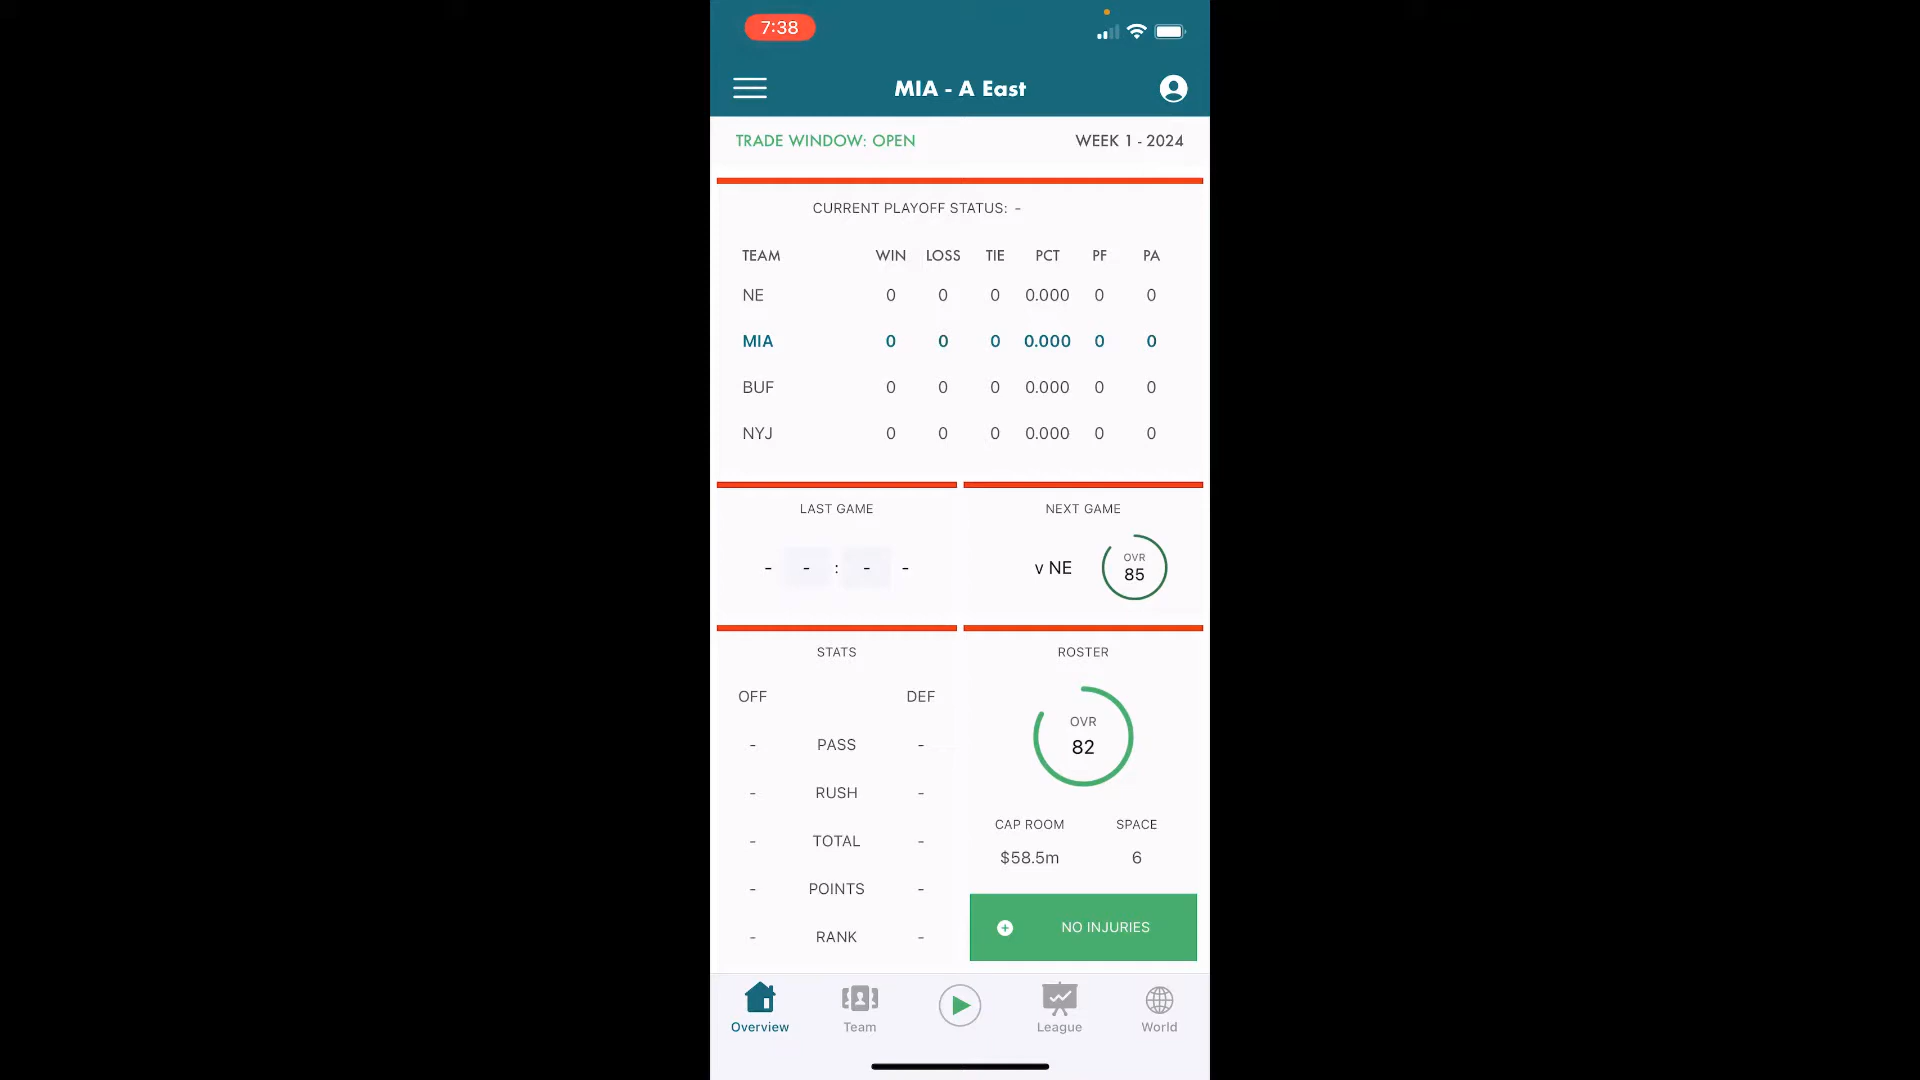 7:38
MIA - A East
TRADE WINDOW: OPEN WEEK 1 - 2024
CURRENT PLAYOFF STATUS: -
TEAM WIN LOSS TIE PCT PF PA
NE 0 0 0 0.000 0 0
MIA 0 0 0 0.000 0 0
BUF 0 0 0 0.000 0 0
NYJ 0 0 0 0.000 0 0
LAST GAME
- - : - -
NEXT GAME
v NE
OVR
85
STATS
OFF DEF
- PASS -
- RUSH -
- TOTAL -
- POINTS -
- RANK -
ROSTER
OVR
82
CAP ROOM SPACE
$58.5m 6
NO INJURIES
Overview Team League World